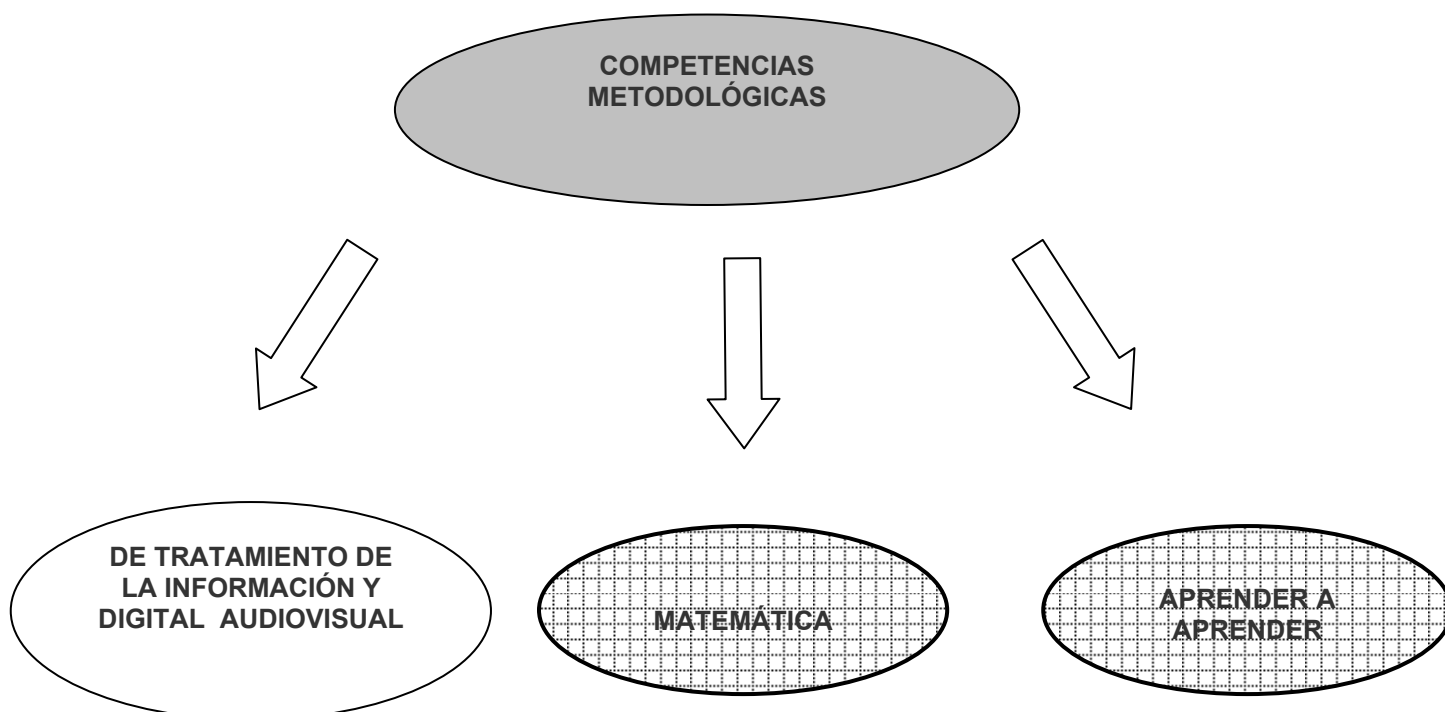 COMPETENCIAS
METODOLÓGICAS
DE TRATAMIENTO DE
LA INFORMACIÓN Y
DIGITAL AUDIOVISUAL
MATEMÁTICA
APRENDER A
APRENDER